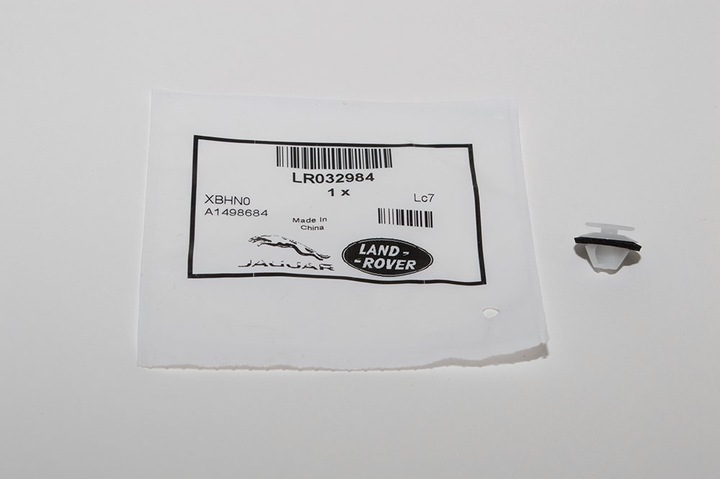 LR032984
1 x
XBHN0
A1498684
Lc7
Made In
China
JAGUAR
LAND-
-ROVER